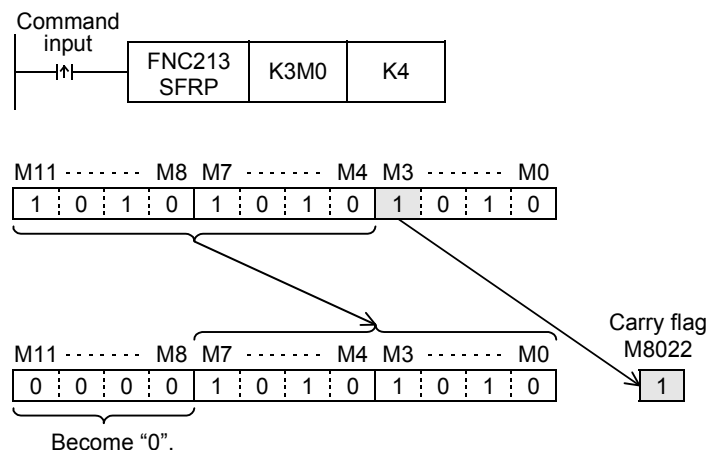 Command
input
FNC213
SFRP
K3M0
K4
M11 ------- M8 M7 ------- M4 M3 ------- M0
1 0 1 0 1 0 1 0 1 0 1 0
Carry flag
M8022
M11 ------- M8 M7 ------- M4 M3 ------- M0
0 0 0 0 1 0 1 0 1 0 1 0 1
Become “0”.